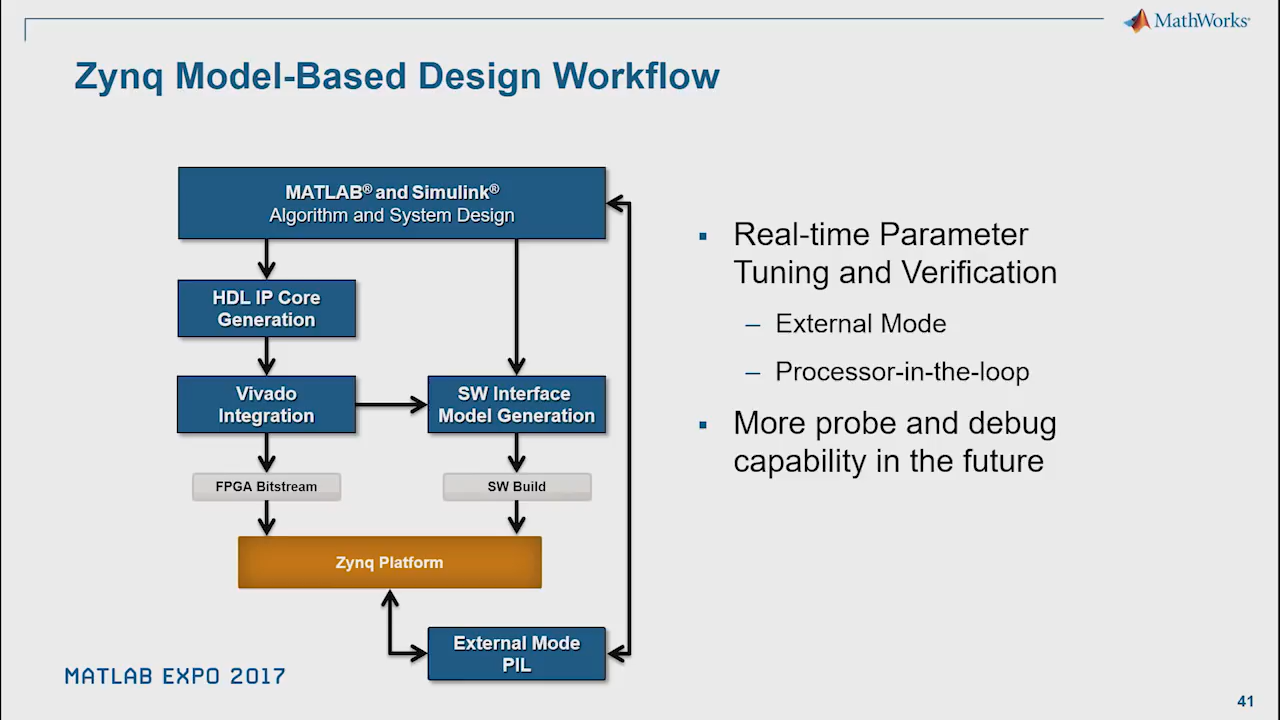 MathWorks®
Zynq Model-Based Design Workflow
MATLAB® and Simulink®
Algorithm and System Design
HDL IP Core
Generation
Vivado
Integration
SW Interface
Model Generation
FPGA Bitstream
SW Build
Zynq Platform
External Mode
PIL
▪ Real-time Parameter
Tuning and Verification
– External Mode
– Processor-in-the-loop
▪ More probe and debug
capability in the future
MATLAB EXPO 2017
41